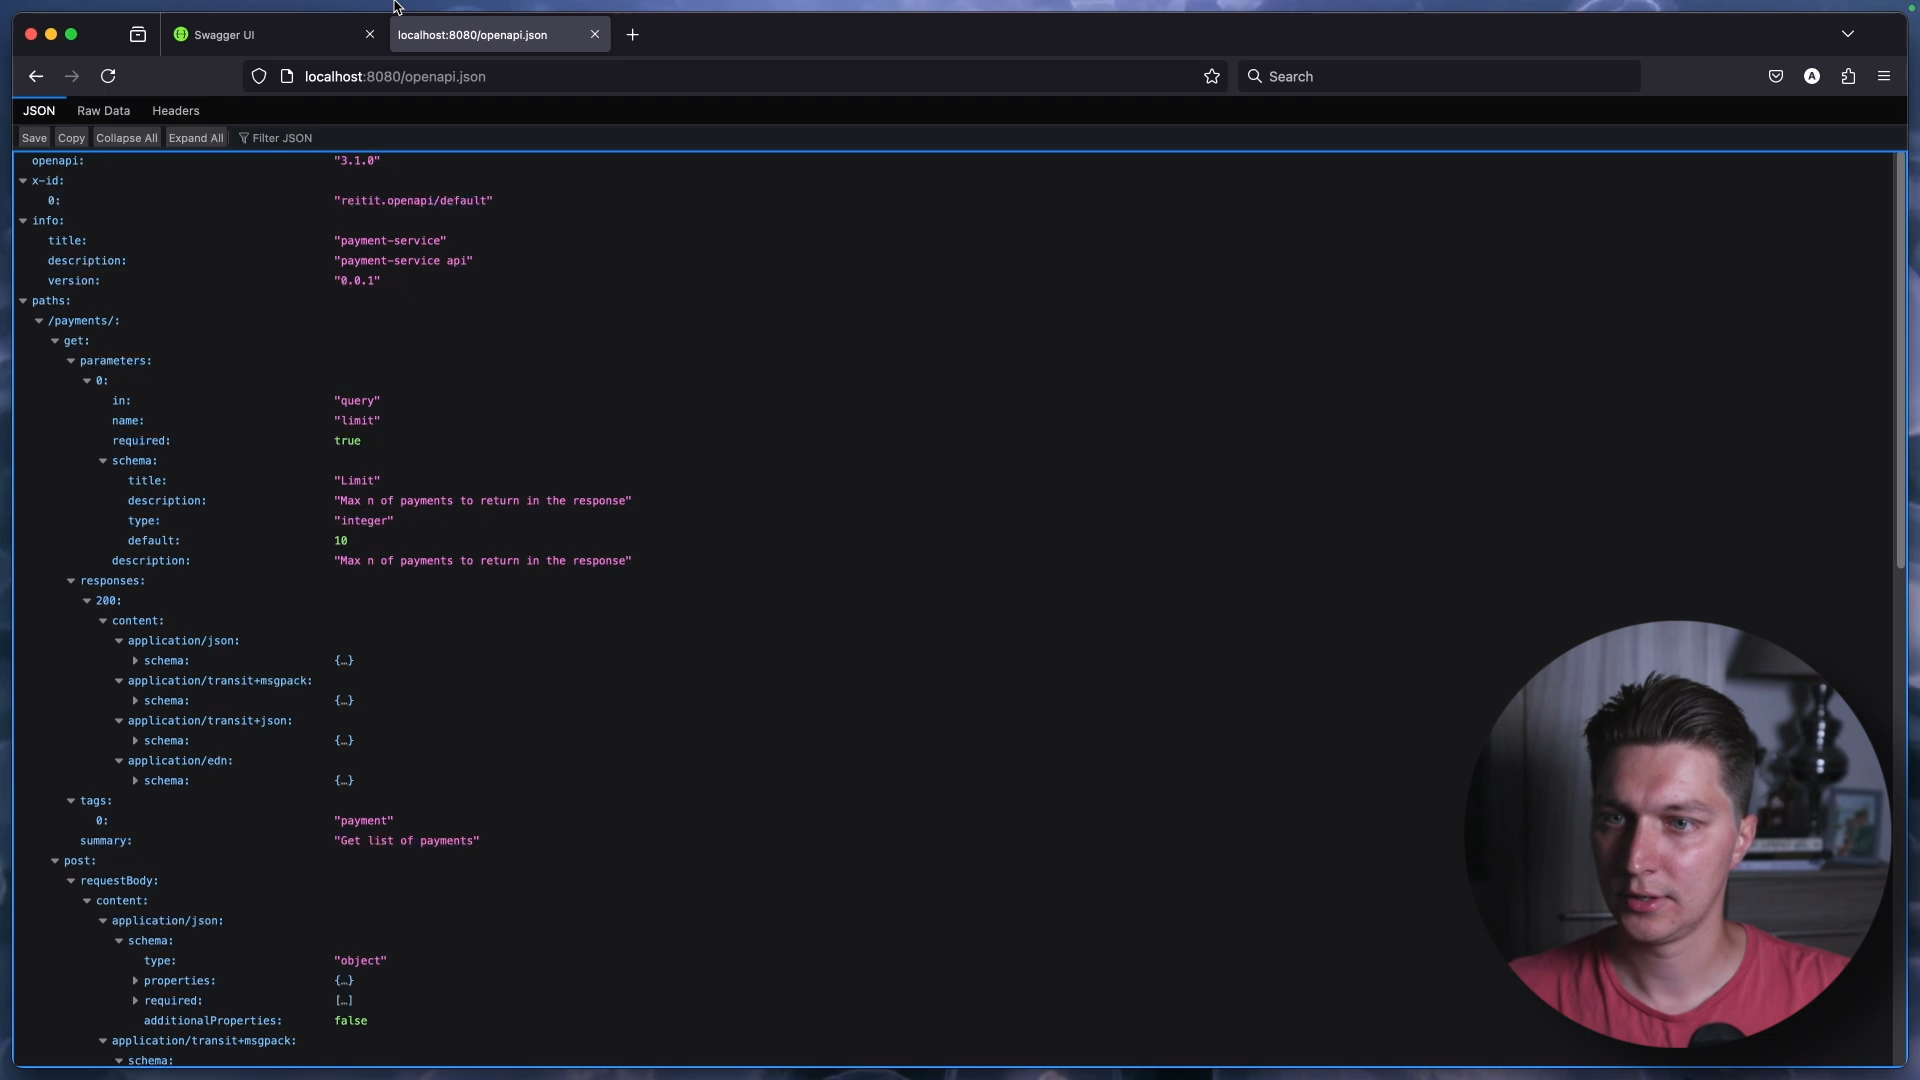 Swagger UI
localhost:8080/openapi.json
localhost:8080/openapi.json
Search
A
JSON Raw Data Headers
Save Copy Collapse All Expand All Filter JSON
openapi: "3.1.0"
x-id:
0: "reitit.openapi/default"
info:
title: "payment-service"
description: "payment-service api"
version: "0.0.1"
paths:
/payments/:
get:
parameters:
0:
in: "query"
name: "limit"
required: true
schema:
title: "Limit"
description: "Max n of payments to return in the response"
type: "integer"
default: 10
description: "Max n of payments to return in the response"
responses:
200:
content:
application/json:
schema: {…}
application/transit+msgpack:
schema: {…}
application/transit+json:
schema: {…}
application/edn:
schema: {…}
tags:
0: "payment"
summary: "Get list of payments"
post:
requestBody:
content:
application/json:
schema:
type: "object"
properties: {…}
required: […]
additionalProperties: false
application/transit+msgpack:
schema: